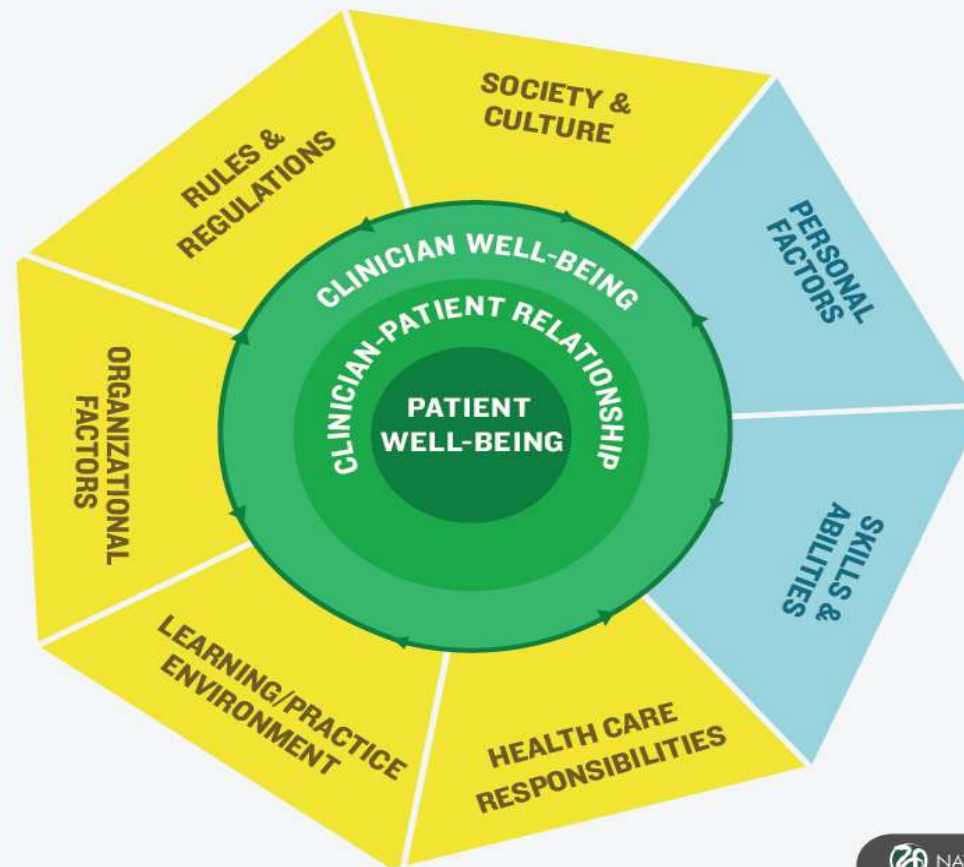 SOCIETY &
CULTURE
RULES &
REGULATIONS
PERSONAL
FACTORS
CLINICIAN WELL-BEING
CLINICIAN-PATIENT RELATIONSHIP
PATIENT
WELL-BEING
ORGANIZATIONAL
FACTORS
SKILLS &
ABILITIES
LEARNING/PRACTICE
ENVIRONMENT
HEALTH CARE
RESPONSIBILITIES